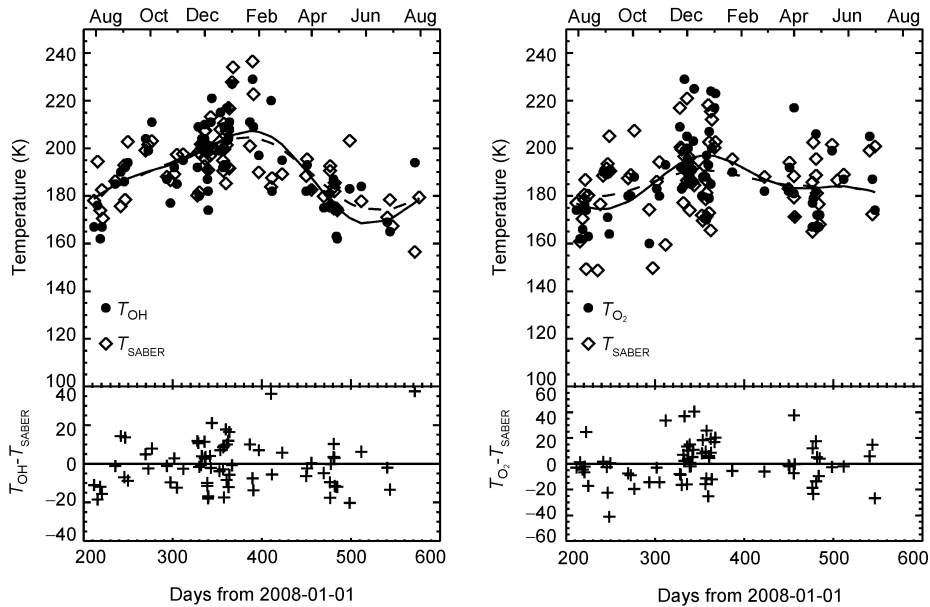 Aug Oct Dec Feb Apr Jun Aug
240
220
200
180
160
140
120
100
Temperature (K)
T_OH
T_SABER
40
20
0
−20
−40
T_OH-T_SABER
200 300 400 500 600
Days from 2008-01-01
Aug Oct Dec Feb Apr Jun Aug
240
220
200
180
160
140
120
100
Temperature (K)
T_O₂
T_SABER
60
40
20
0
−20
−40
−60
T_O₂-T_SABER
200 300 400 500 600
Days from 2008-01-01